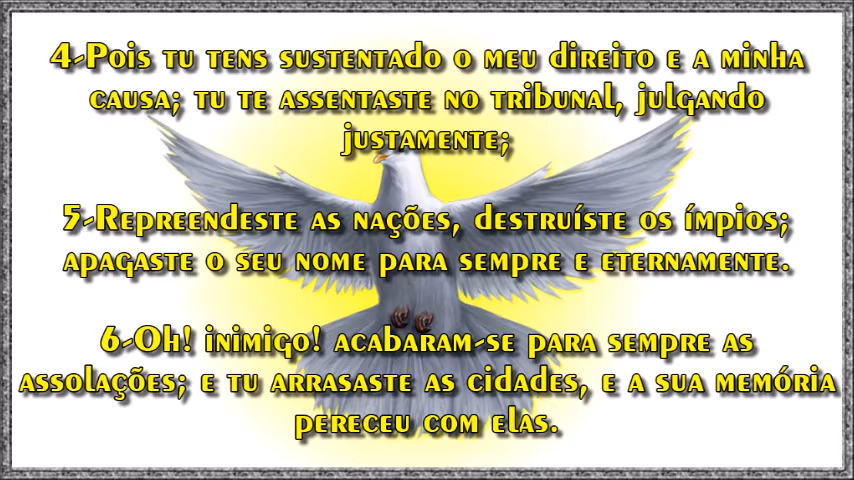 4-Pois tu tens sustentado o meu direito e a minha
causa; tu te assentaste no tribunal, julgando
justamente;
5-Repreendeste as nações, destruíste os ímpios;
apagaste o seu nome para sempre e eternamente.
6-Oh! inimigo! acabaram-se para sempre as
assolações; e tu arrasaste as cidades, e a sua memória
pereceu com elas.